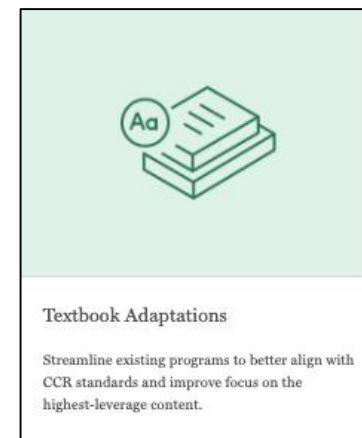 Aa
Textbook Adaptations
Streamline existing programs to better align with
CCR standards and improve focus on the
highest-leverage content.